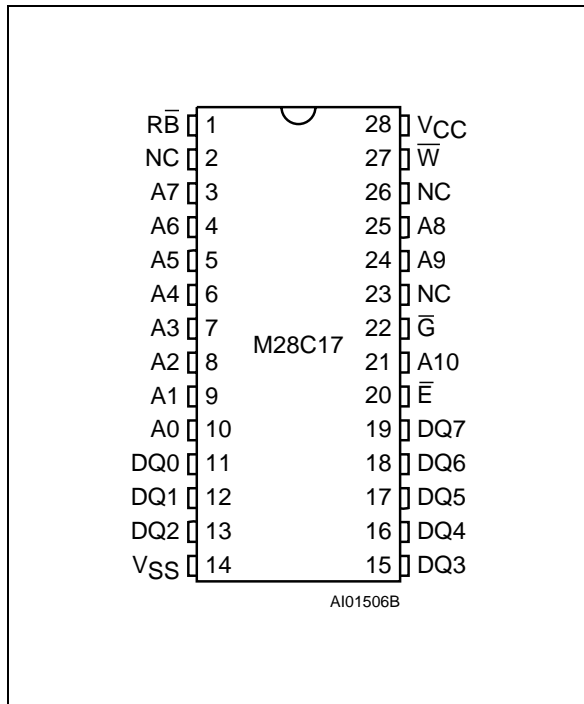 RB̅ 1 28 VCC
NC 2 27 W̅
A7 3 26 NC
A6 4 25 A8
A5 5 24 A9
A4 6 23 NC
A3 7 22 G̅
M28C17
A2 8 21 A10
A1 9 20 E̅
A0 10 19 DQ7
DQ0 11 18 DQ6
DQ1 12 17 DQ5
DQ2 13 16 DQ4
VSS 14 15 DQ3
AI01506B